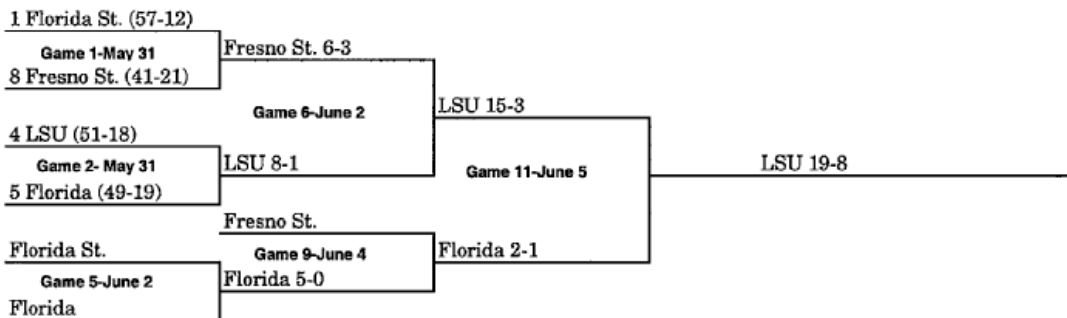 1 Florida St. (57-12)
Game 1-May 31
8 Fresno St. (41-21)
Fresno St. 6-3
Game 6-June 2
4 LSU (51-18)
Game 2- May 31
5 Florida (49-19)
LSU 8-1
LSU 15-3
Game 11-June 5
LSU 19-8
Fresno St.
Game 9-June 4
Florida 2-1
Florida St.
Game 5-June 2
Florida
Florida 5-0